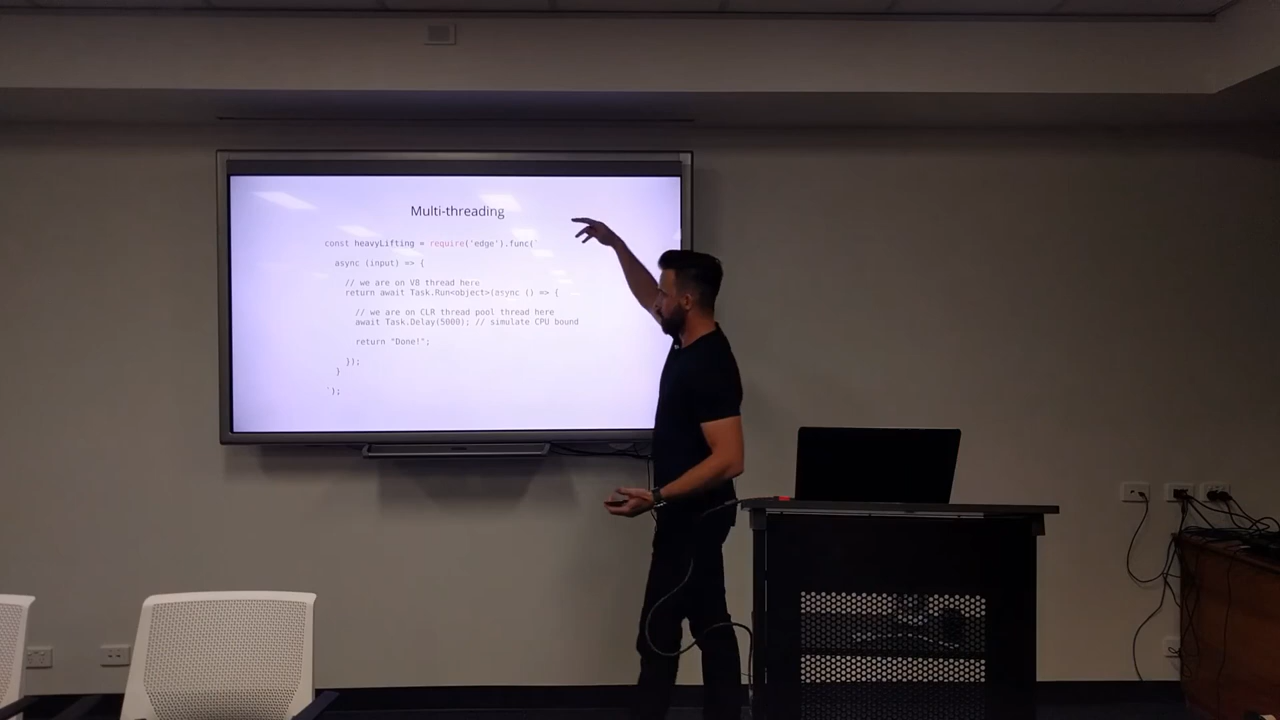 Multi-threading
const heavyLifting = require('edge').func(`
async (input) => {
// we are on V8 thread here
return await Task.Run<object>(async () => {
// we are on CLR thread pool thread here
await Task.Delay(5000); // simulate CPU bound
return "Done!";
});
}
`);